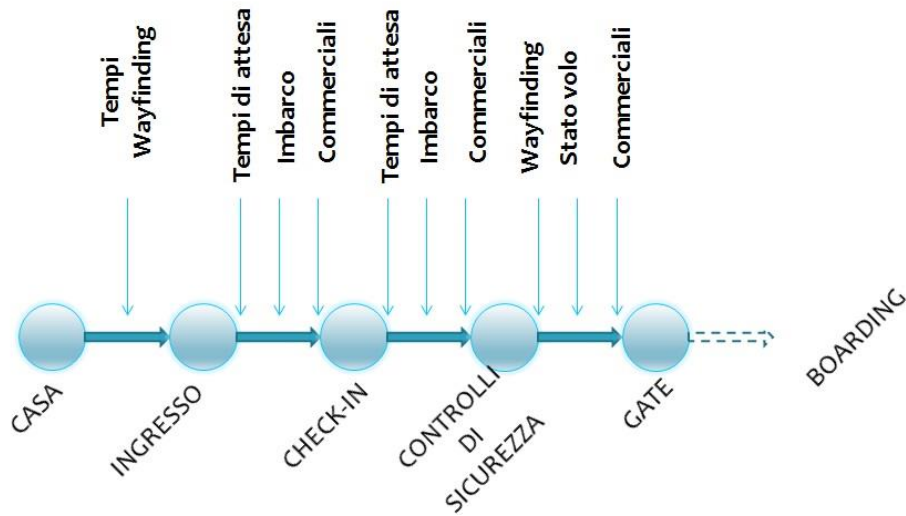 Tempi
Wayfinding
Tempi di attesa
Imbarco
Commerciali
Tempi di attesa
Imbarco
Commerciali
Wayfinding
Stato volo
Commerciali
CASA
INGRESSO
CHECK-IN
CONTROLLI
DI
SICUREZZA
GATE
BOARDING